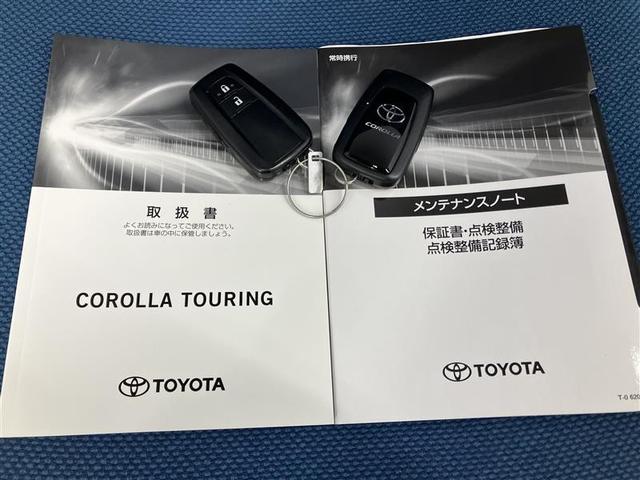 取扱書
よくお読みになってご使用ください。
取扱書は車の中に保管しましょう。
COROLLA TOURING
TOYOTA
COROLLA
常時携行
メンテナンスノート
保証書・点検整備
点検整備記録簿
TOYOTA
T-0 620